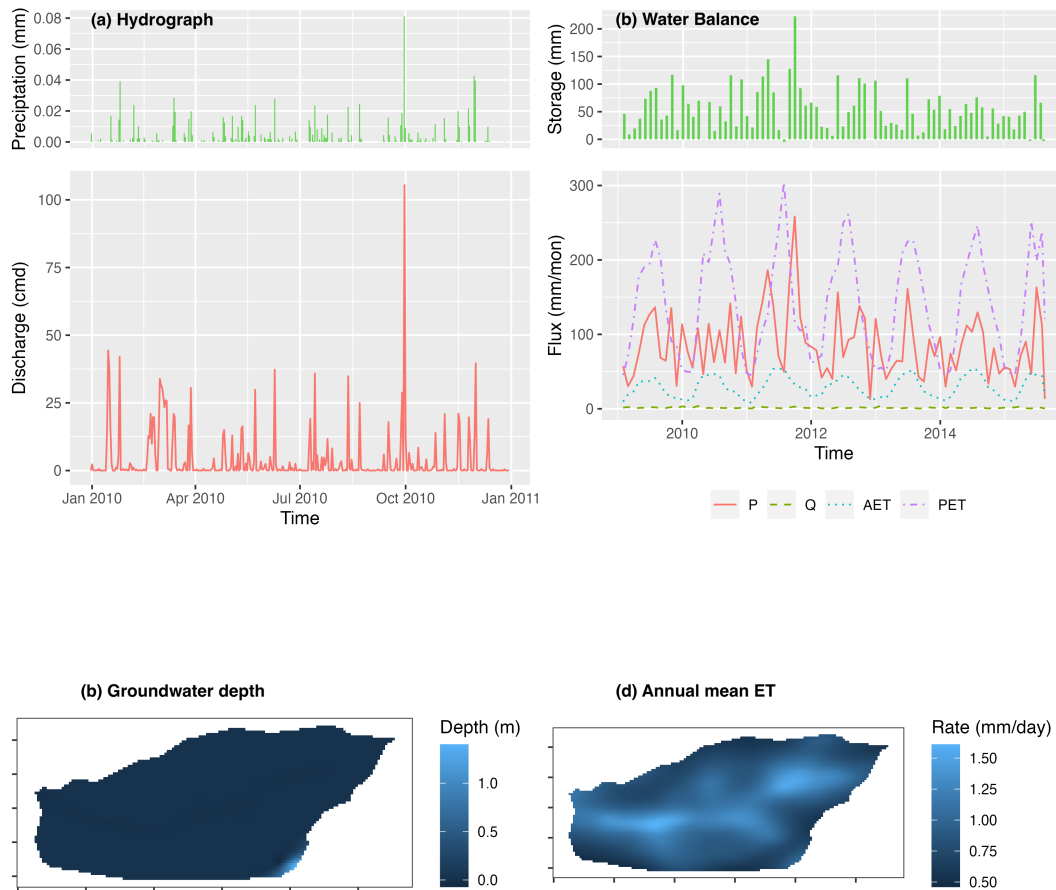 (a) Hydrograph
Preciptation (mm)
0.08
0.06
0.04
0.02
0.00
Discharge (cmd)
100
75
50
25
0
Jan 2010
Apr 2010
Jul 2010
Oct 2010
Jan 2011
Time
(b) Water Balance
Storage (mm)
200
150
100
50
0
Flux (mm/mon)
300
200
100
0
2010
2012
2014
Time
P
Q
AET
PET
(b) Groundwater depth
Depth (m)
1.0
0.5
0.0
(d) Annual mean ET
Rate (mm/day)
1.50
1.25
1.00
0.75
0.50